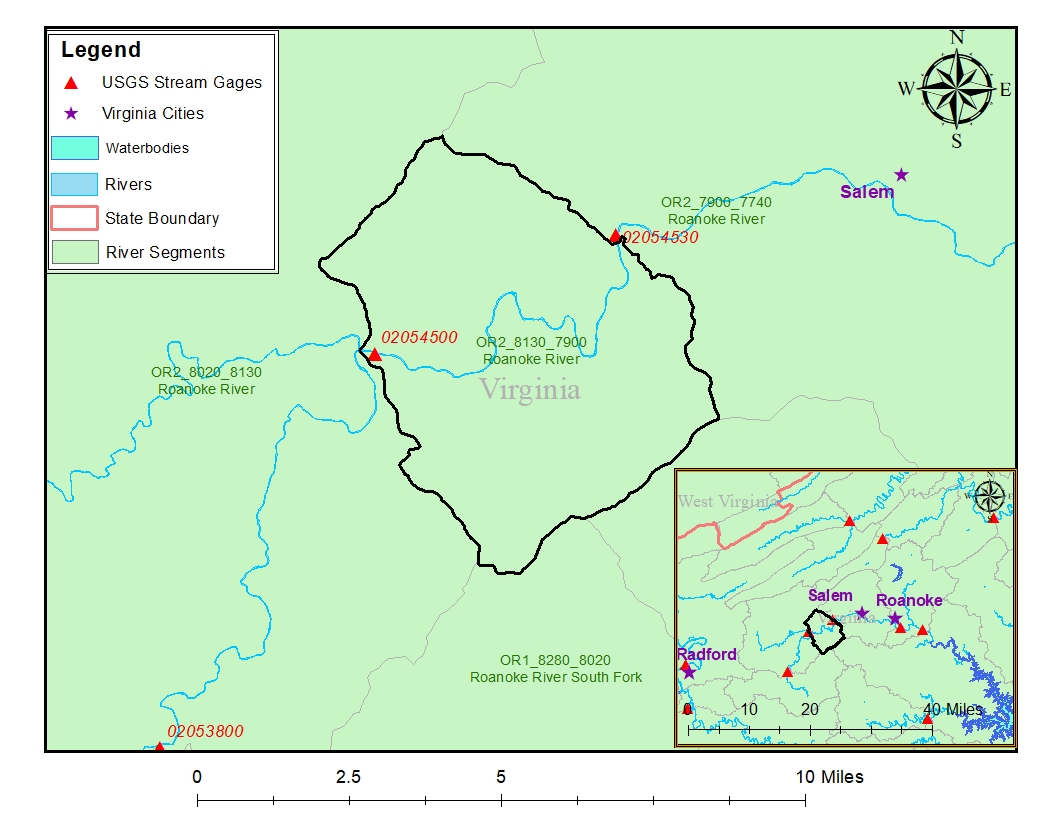 Legend
USGS Stream Gages
Virginia Cities
Waterbodies
Rivers
State Boundary
River Segments
N
W E
S
Salem
OR2_7900_7740
Roanoke River
02054530
02054500
OR2_8130_7900
Roanoke River
Virginia
OR2_8020_8130
Roanoke River
OR1_8280_8020
Roanoke River South Fork
02053800
N
W E
West Virginia
Salem
Roanoke
Virginia
Radford
0 10 20 40 Miles
0 2.5 5 10 Miles